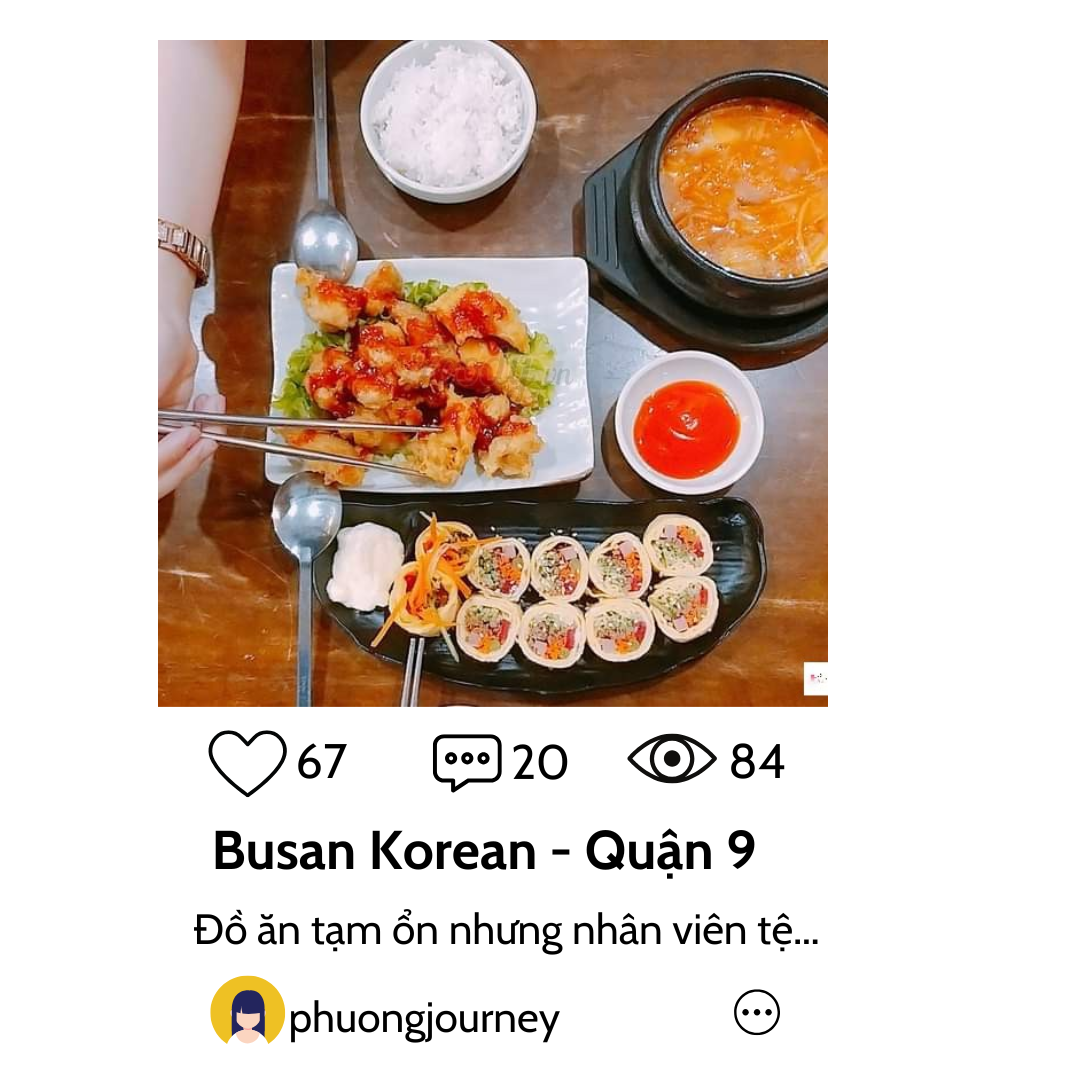 67
20
84
Busan Korean - Quận 9
Đồ ăn tạm ổn nhưng nhân viên tệ...
phuongjourney